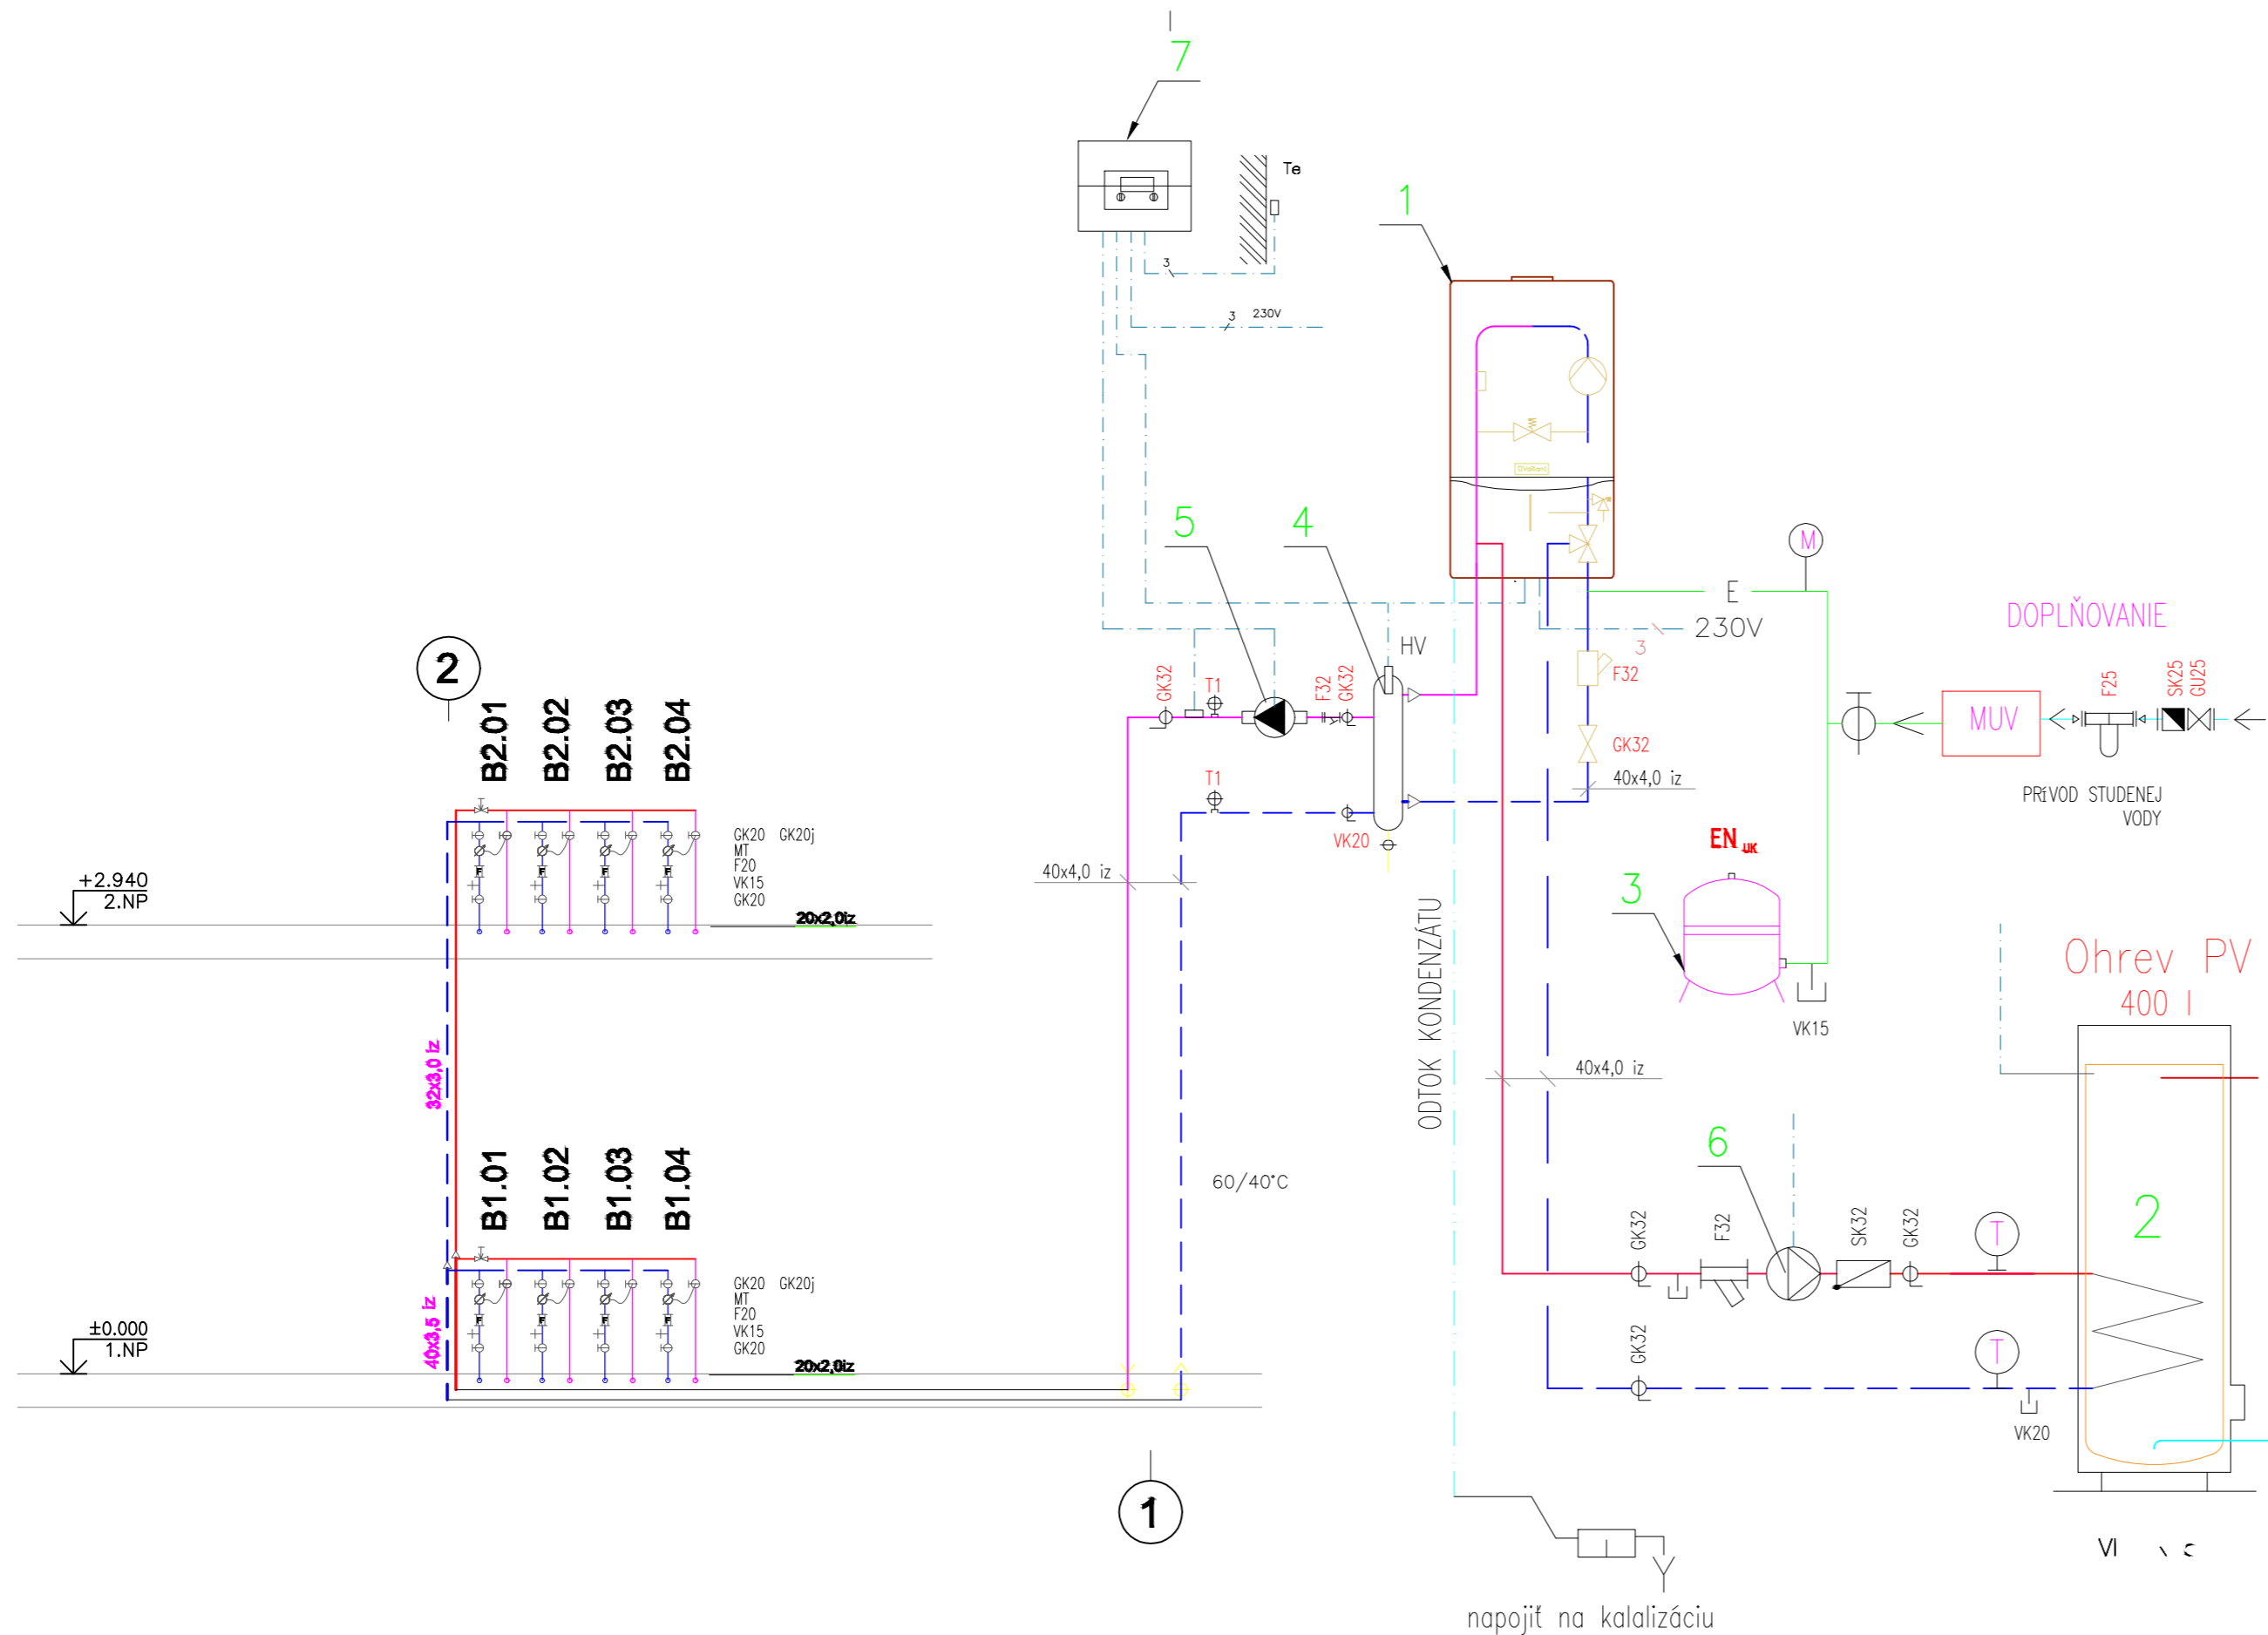 7
Te
3
3 230V
1
Vaillant
5
4
M
E
230V
3
DOPLŇOVANIE
HV
F32
GK32
40x4,0 iz
GK32
T1
F32
GK32
T1
VK20
F25
SK25
GU25
MUV
PRÍVOD STUDENEJ
VODY
2
B2.01
B2.02
B2.03
B2.04
GK20 GK20j
MT
F20
VK15
GK20
+2.940
2.NP
20x2,0iz
40x4,0 iz
EN UK
3
VK15
ODTOK KONDENZÁTU
Ohrev PV
400 l
32x3,0 iz
40x4,0 iz
60/40°C
B1.01
B1.02
B1.03
B1.04
GK20 GK20j
MT
F20
VK15
GK20
40x3,5 iz
±0.000
1.NP
20x2,0iz
6
GK32
F32
SK32
GK32
T
2
GK32
T
VK20
1
napojiť na kalalizáciu